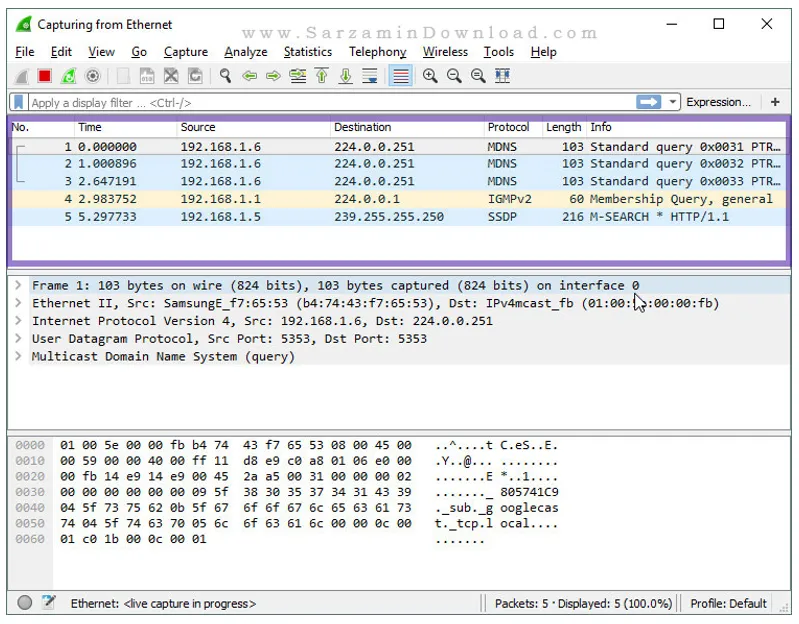 Capturing from Ethernet
www.SarzaminDownload.com
File Edit View Go Capture Analyze Statistics Telephony Wireless Tools Help
Apply a display filter ... <Ctrl-/> Expression... +
No. Time Source Destination Protocol Length Info
1 0.000000 192.168.1.6 224.0.0.251 MDNS 103 Standard query 0x0031 PTR…
2 1.000896 192.168.1.6 224.0.0.251 MDNS 103 Standard query 0x0032 PTR…
3 2.647191 192.168.1.6 224.0.0.251 MDNS 103 Standard query 0x0033 PTR…
4 2.983752 192.168.1.1 224.0.0.1 IGMPv2 60 Membership Query, general
5 5.297733 192.168.1.5 239.255.255.250 SSDP 216 M-SEARCH * HTTP/1.1
Frame 1: 103 bytes on wire (824 bits), 103 bytes captured (824 bits) on interface 0
Ethernet II, Src: SamsungE_f7:65:53 (b4:74:43:f7:65:53), Dst: IPv4mcast_fb (01:00: :00:00:fb)
Internet Protocol Version 4, Src: 192.168.1.6, Dst: 224.0.0.251
User Datagram Protocol, Src Port: 5353, Dst Port: 5353
Multicast Domain Name System (query)
0000 01 00 5e 00 00 fb b4 74 43 f7 65 53 08 00 45 00 ..^....t C.eS..E.
0010 00 59 00 00 40 00 ff 11 d8 e9 c0 a8 01 06 e0 00 .Y..@... ........
0020 00 fb 14 e9 14 e9 00 45 2a a5 00 31 00 00 00 02 .......E *..1....
0030 00 00 00 00 00 00 09 5f 38 30 35 37 34 31 43 39 ......._ 805741C9
0040 04 5f 73 75 62 0b 5f 67 6f 6f 67 6c 65 63 61 73 ._sub._g ooglecas
0050 74 04 5f 74 63 70 05 6c 6f 63 61 6c 00 00 0c 00 t._tcp.l ocal....
0060 01 c0 1b 00 0c 00 01 .......
Ethernet: <live capture in progress> Packets: 5 · Displayed: 5 (100.0%) Profile: Default